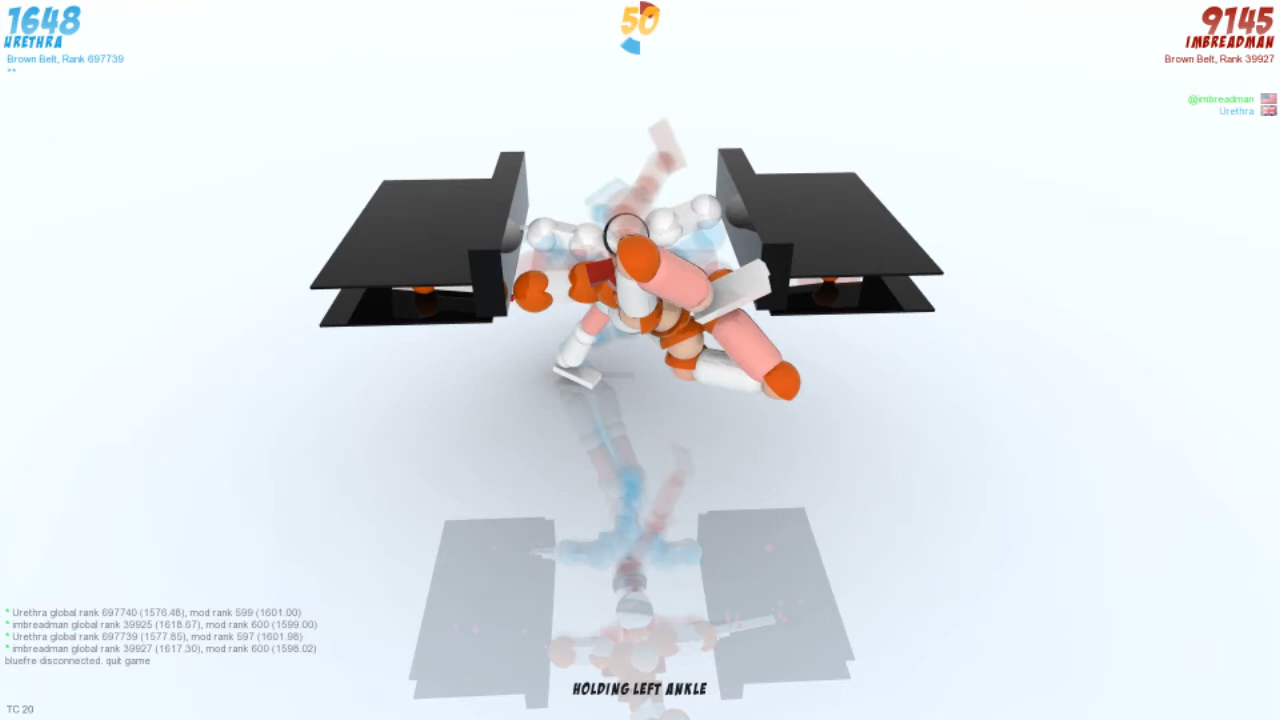 1648
URETHRA
Brown Belt, Rank 697739
**
50
9145
IMBREADMAN
Brown Belt, Rank 39927
@imbreadman
Urethra
* Urethra global rank 697740 (1576.48), mod rank 599 (1601.00)
* imbreadman global rank 39925 (1618.67), mod rank 600 (1599.00)
* Urethra global rank 697739 (1577.85), mod rank 597 (1601.98)
* imbreadman global rank 39927 (1617.30), mod rank 600 (1598.02)
bluefre disconnected. quit game
HOLDING LEFT ANKLE
TC 20